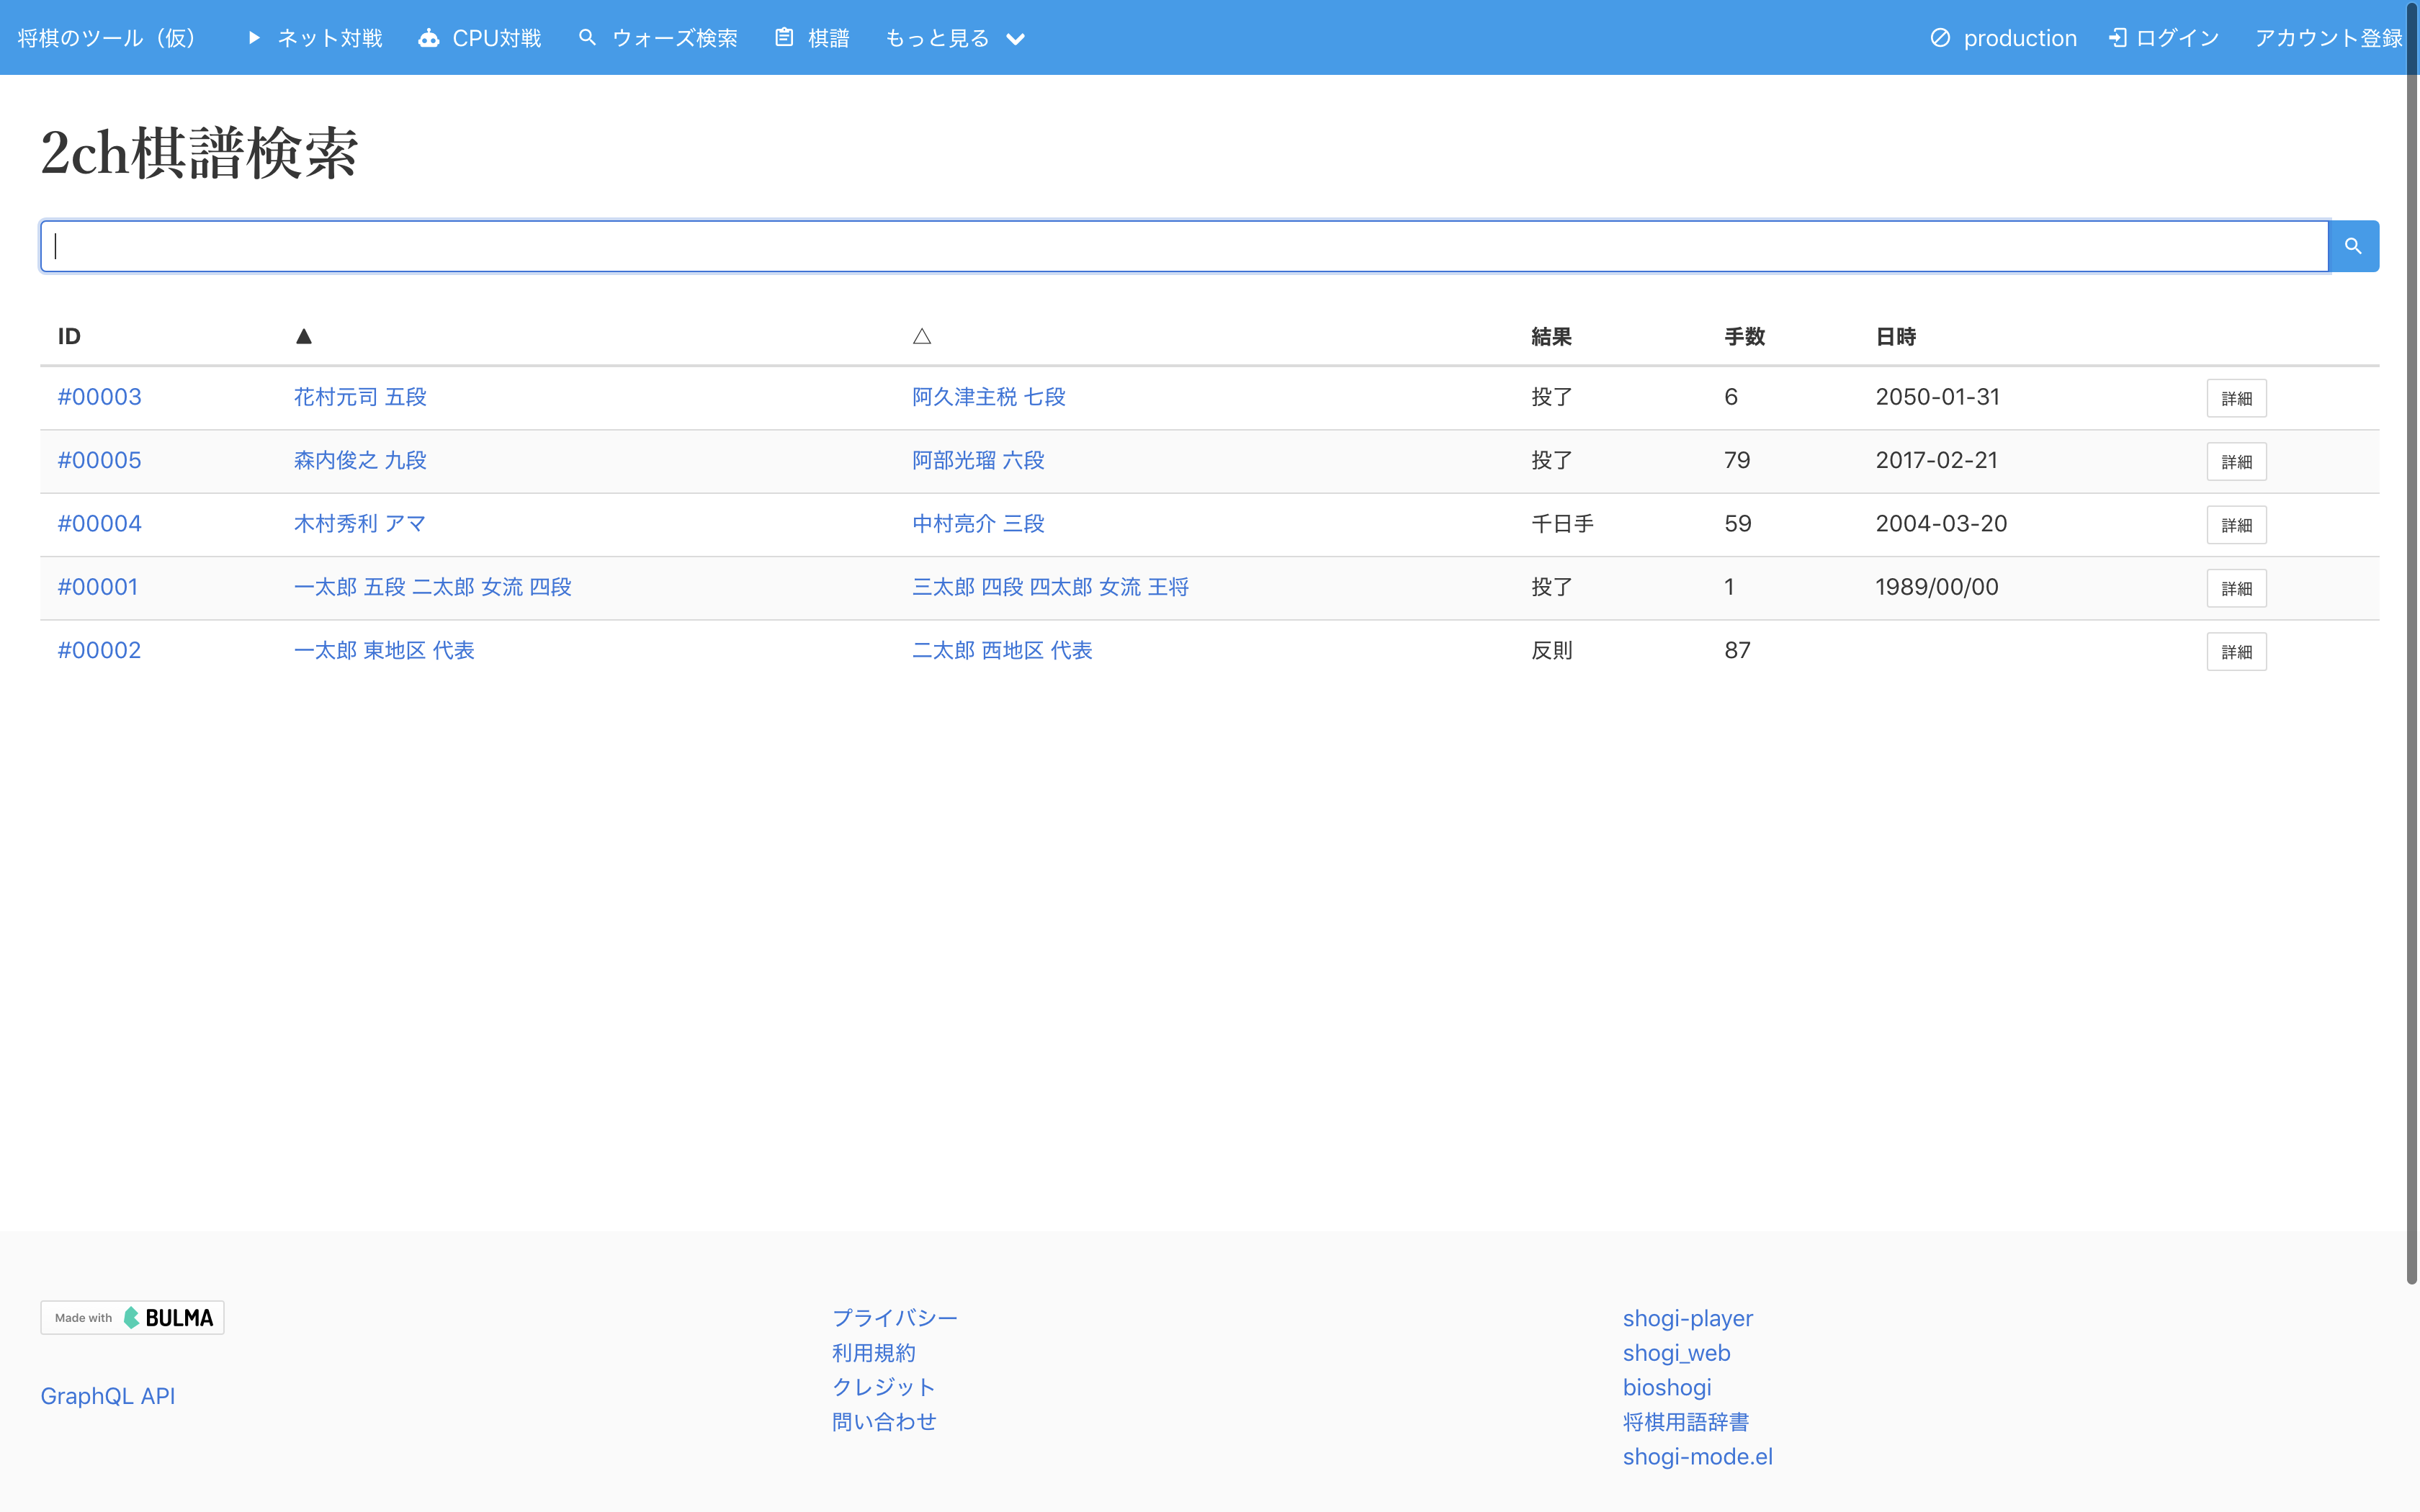 将棋のツール（仮） ネット対戦 CPU対戦 ウォーズ検索 棋譜 もっと見る production ログイン アカウント登録
2ch棋譜検索
ID ▲ △ 結果 手数 日時
#00003 花村元司 五段 阿久津主税 七段 投了 6 2050-01-31 詳細
#00005 森内俊之 九段 阿部光瑠 六段 投了 79 2017-02-21 詳細
#00004 木村秀利 アマ 中村亮介 三段 千日手 59 2004-03-20 詳細
#00001 一太郎 五段 二太郎 女流 四段 三太郎 四段 四太郎 女流 王将 投了 1 1989/00/00 詳細
#00002 一太郎 東地区 代表 二太郎 西地区 代表 反則 87 詳細
Made with BULMA
GraphQL API
プライバシー
利用規約
クレジット
問い合わせ
shogi-player
shogi_web
bioshogi
将棋用語辞書
shogi-mode.el